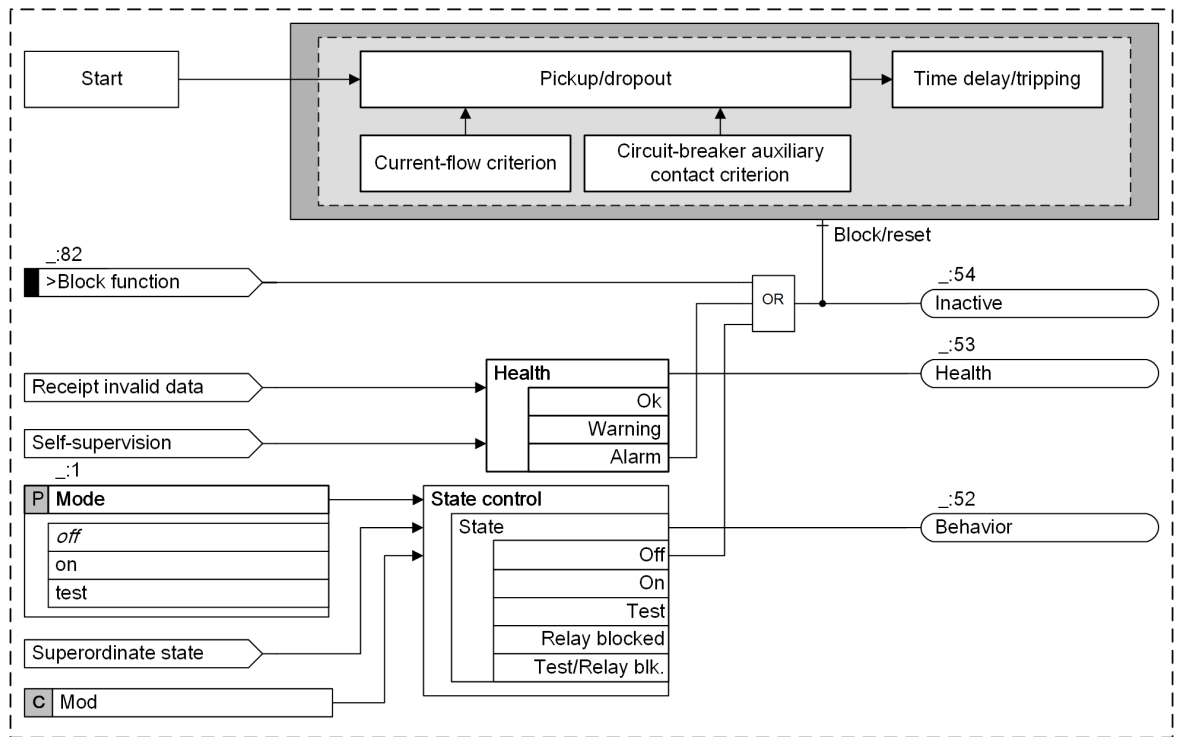 Start
Pickup/dropout
Time delay/tripping
Current-flow criterion
Circuit-breaker auxiliary
contact criterion
Block/reset
_:82
>Block function
OR
_:54
Inactive
_:53
Health
Receipt invalid data
Health
Ok
Warning
Alarm
Self-supervision
_:1
P Mode
off
on
test
State control
State
Off
On
Test
Relay blocked
Test/Relay blk.
_:52
Behavior
Superordinate state
C Mod